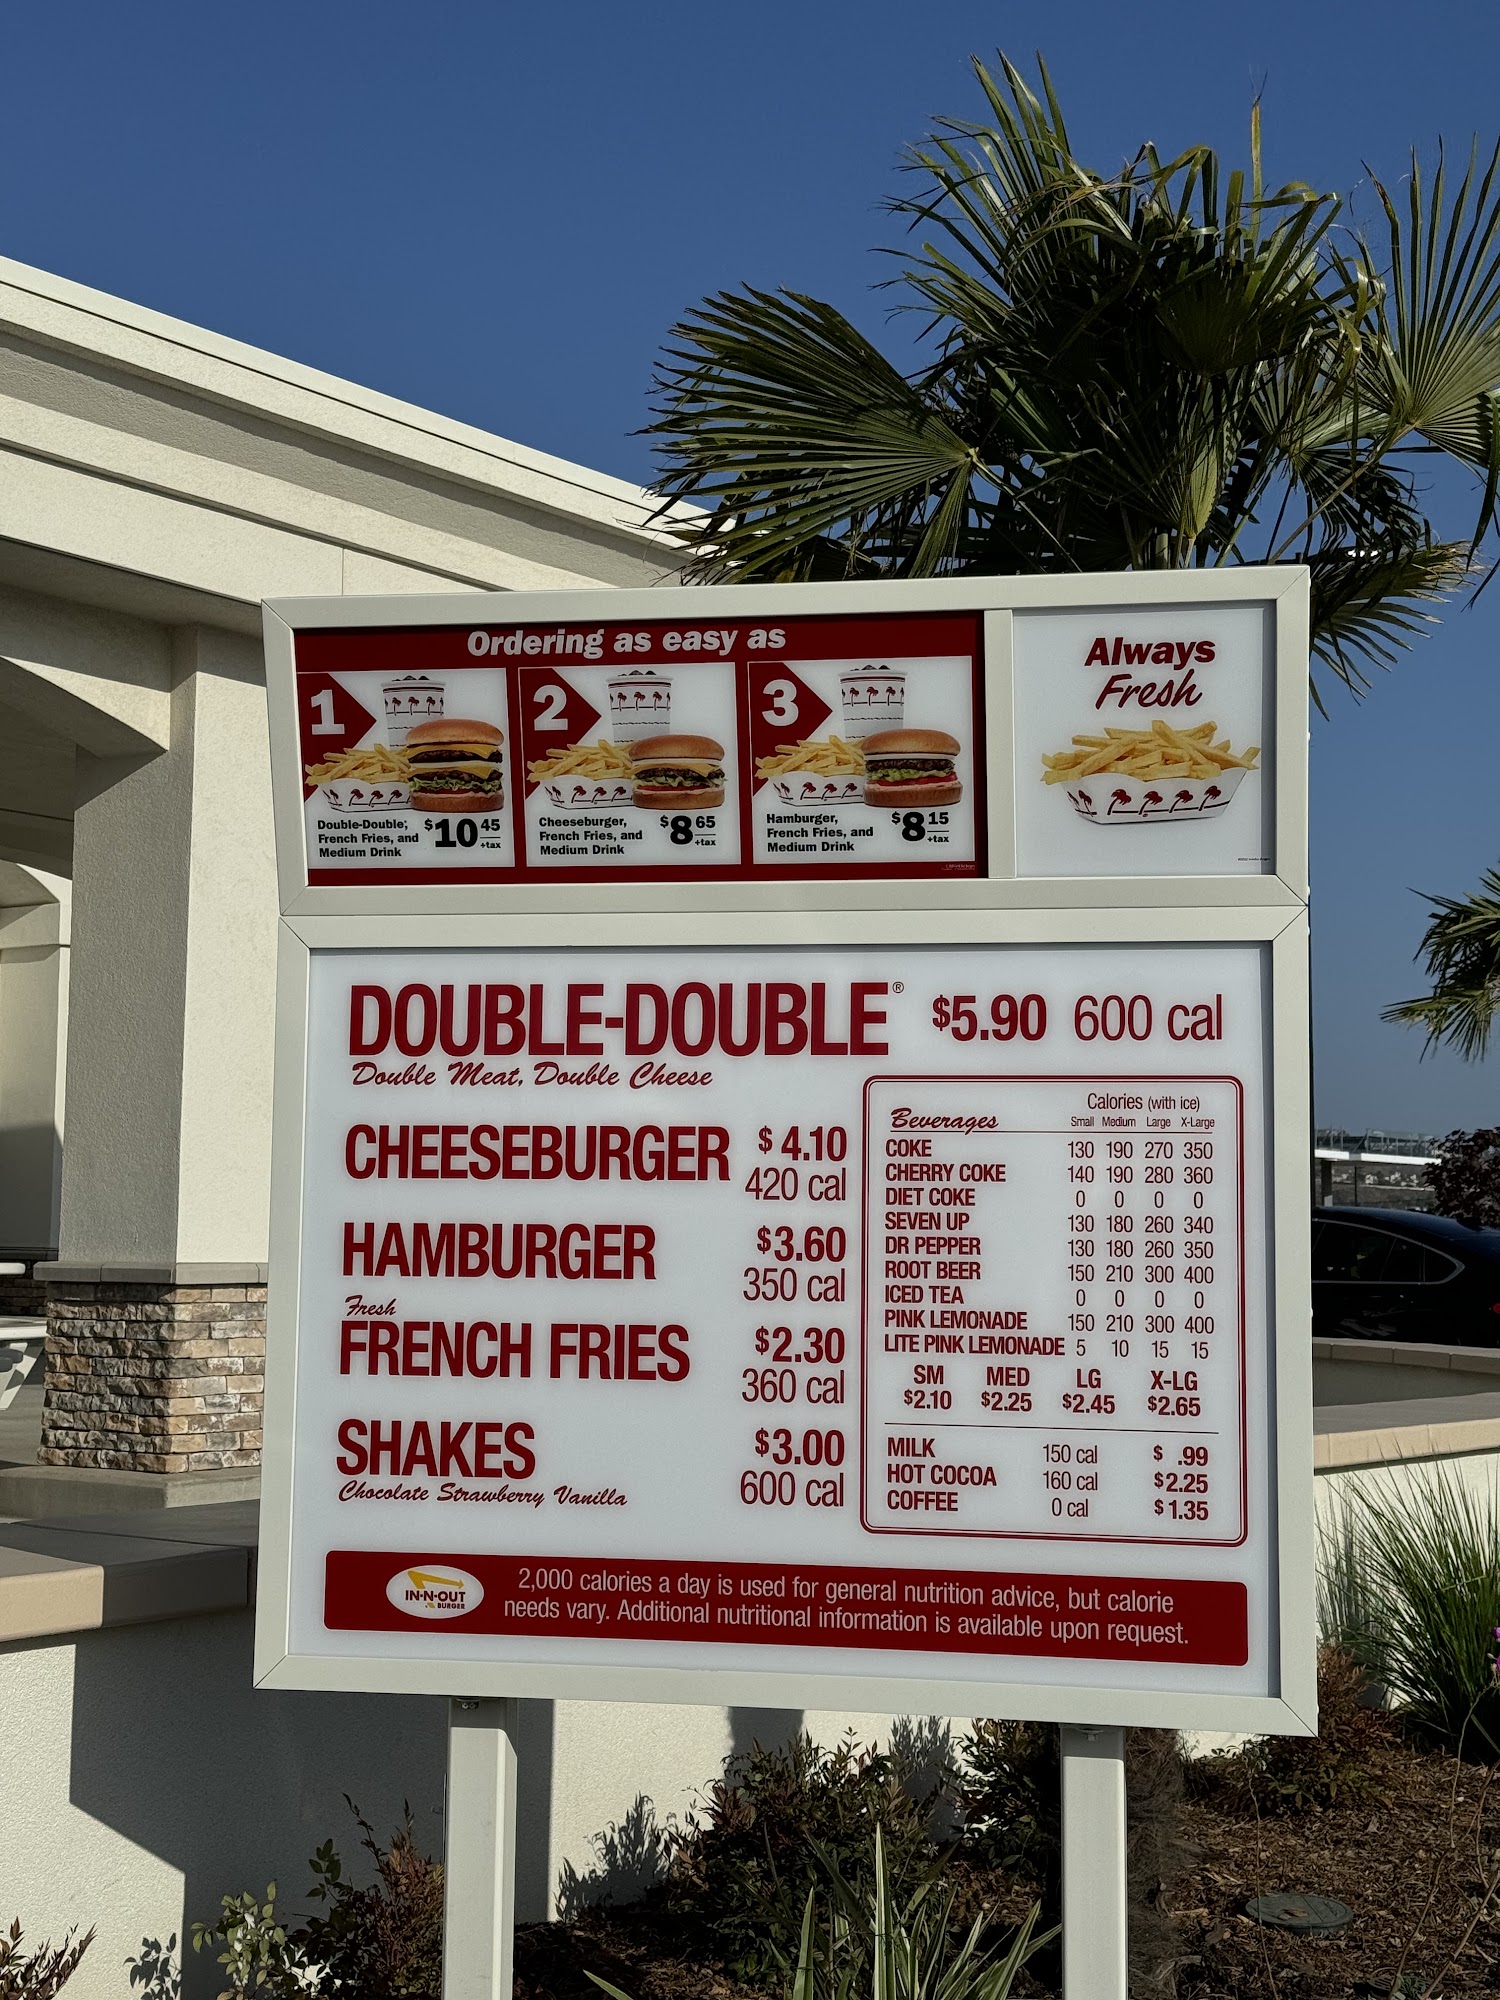 Ordering as easy as
1
Double-Double®,
French Fries, and
Medium Drink
$10 45
+tax
2
Cheeseburger,
French Fries, and
Medium Drink
$8 65
+tax
3
Hamburger,
French Fries, and
Medium Drink
$8 15
+tax
Always
Fresh
DOUBLE-DOUBLE® $5.90 600 cal
Double Meat, Double Cheese
CHEESEBURGER $4.10
420 cal
HAMBURGER $3.60
350 cal
Fresh
FRENCH FRIES $2.30
360 cal
SHAKES $3.00
Chocolate Strawberry Vanilla 600 cal
Calories (with ice)
Beverages Small Medium Large X-Large
COKE 130 190 270 350
CHERRY COKE 140 190 280 360
DIET COKE 0 0 0 0
SEVEN UP 130 180 260 340
DR PEPPER 130 180 260 350
ROOT BEER 150 210 300 400
ICED TEA 0 0 0 0
PINK LEMONADE 150 210 300 400
LITE PINK LEMONADE 5 10 15 15
SM MED LG X-LG
$2.10 $2.25 $2.45 $2.65
MILK 150 cal $ .99
HOT COCOA 160 cal $2.25
COFFEE 0 cal $1.35
IN-N-OUT
BURGER
2,000 calories a day is used for general nutrition advice, but calorie
needs vary. Additional nutritional information is available upon request.